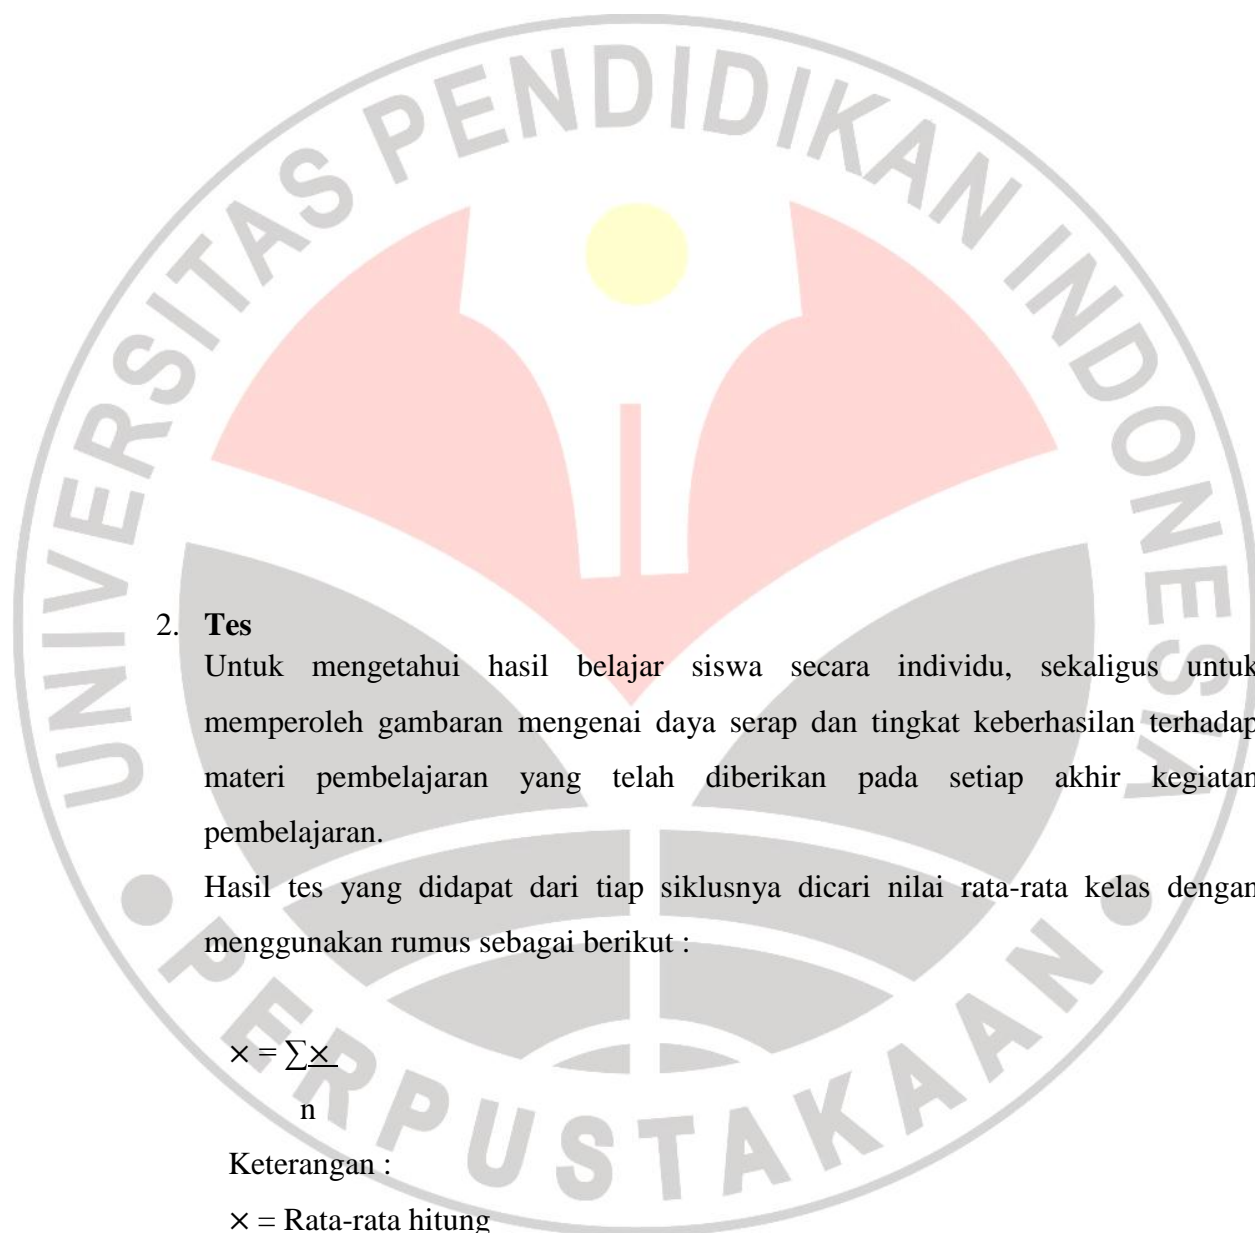 UNIVERSITAS PENDIDIKAN INDONESIA
2. Tes
Untuk mengetahui hasil belajar siswa secara individu, sekaligus untuk
memperoleh gambaran mengenai daya serap dan tingkat keberhasilan terhadap
materi pembelajaran yang telah diberikan pada setiap akhir kegiatan
pembelajaran.
Hasil tes yang didapat dari tiap siklusnya dicari nilai rata-rata kelas dengan
menggunakan rumus sebagai berikut :
× = ∑×
n
Keterangan :
× = Rata-rata hitung
PERPUSTAKAAN